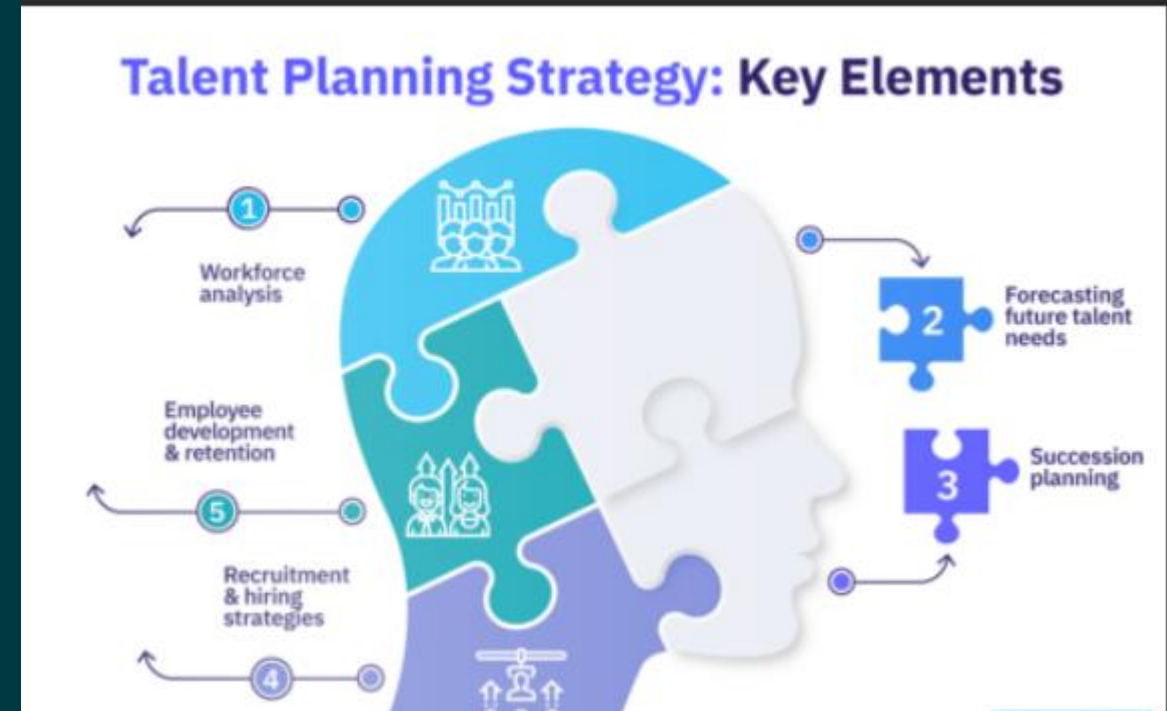 Talent Planning Strategy: Key Elements
1
Workforce
analysis
2
Forecasting
future talent
needs
3
Succession
planning
4
Recruitment
& hiring
strategies
5
Employee
development
& retention